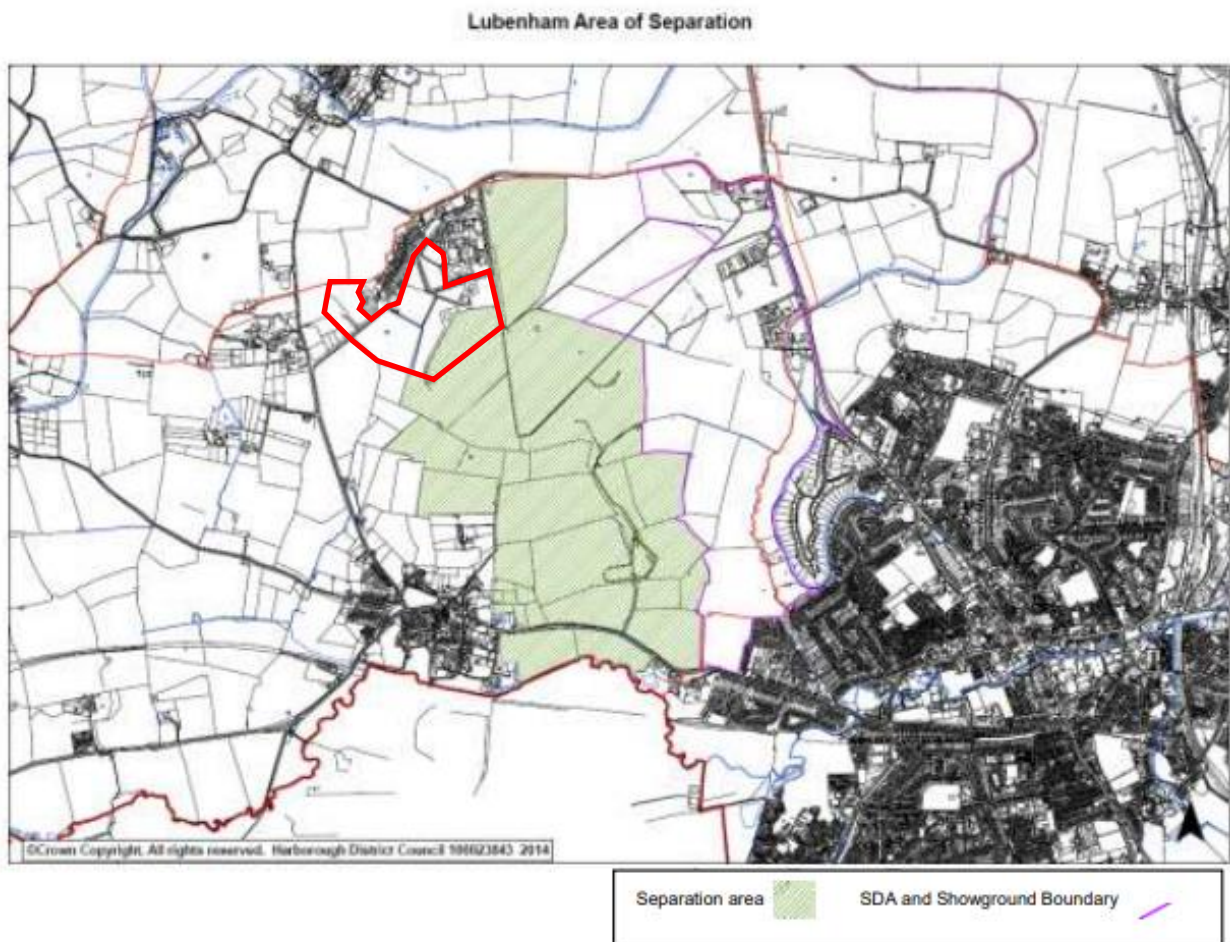 Lubenham Area of Separation
©Crown Copyright. All rights reserved. Harborough District Council 100023843 2014
Separation area
SDA and Showground Boundary